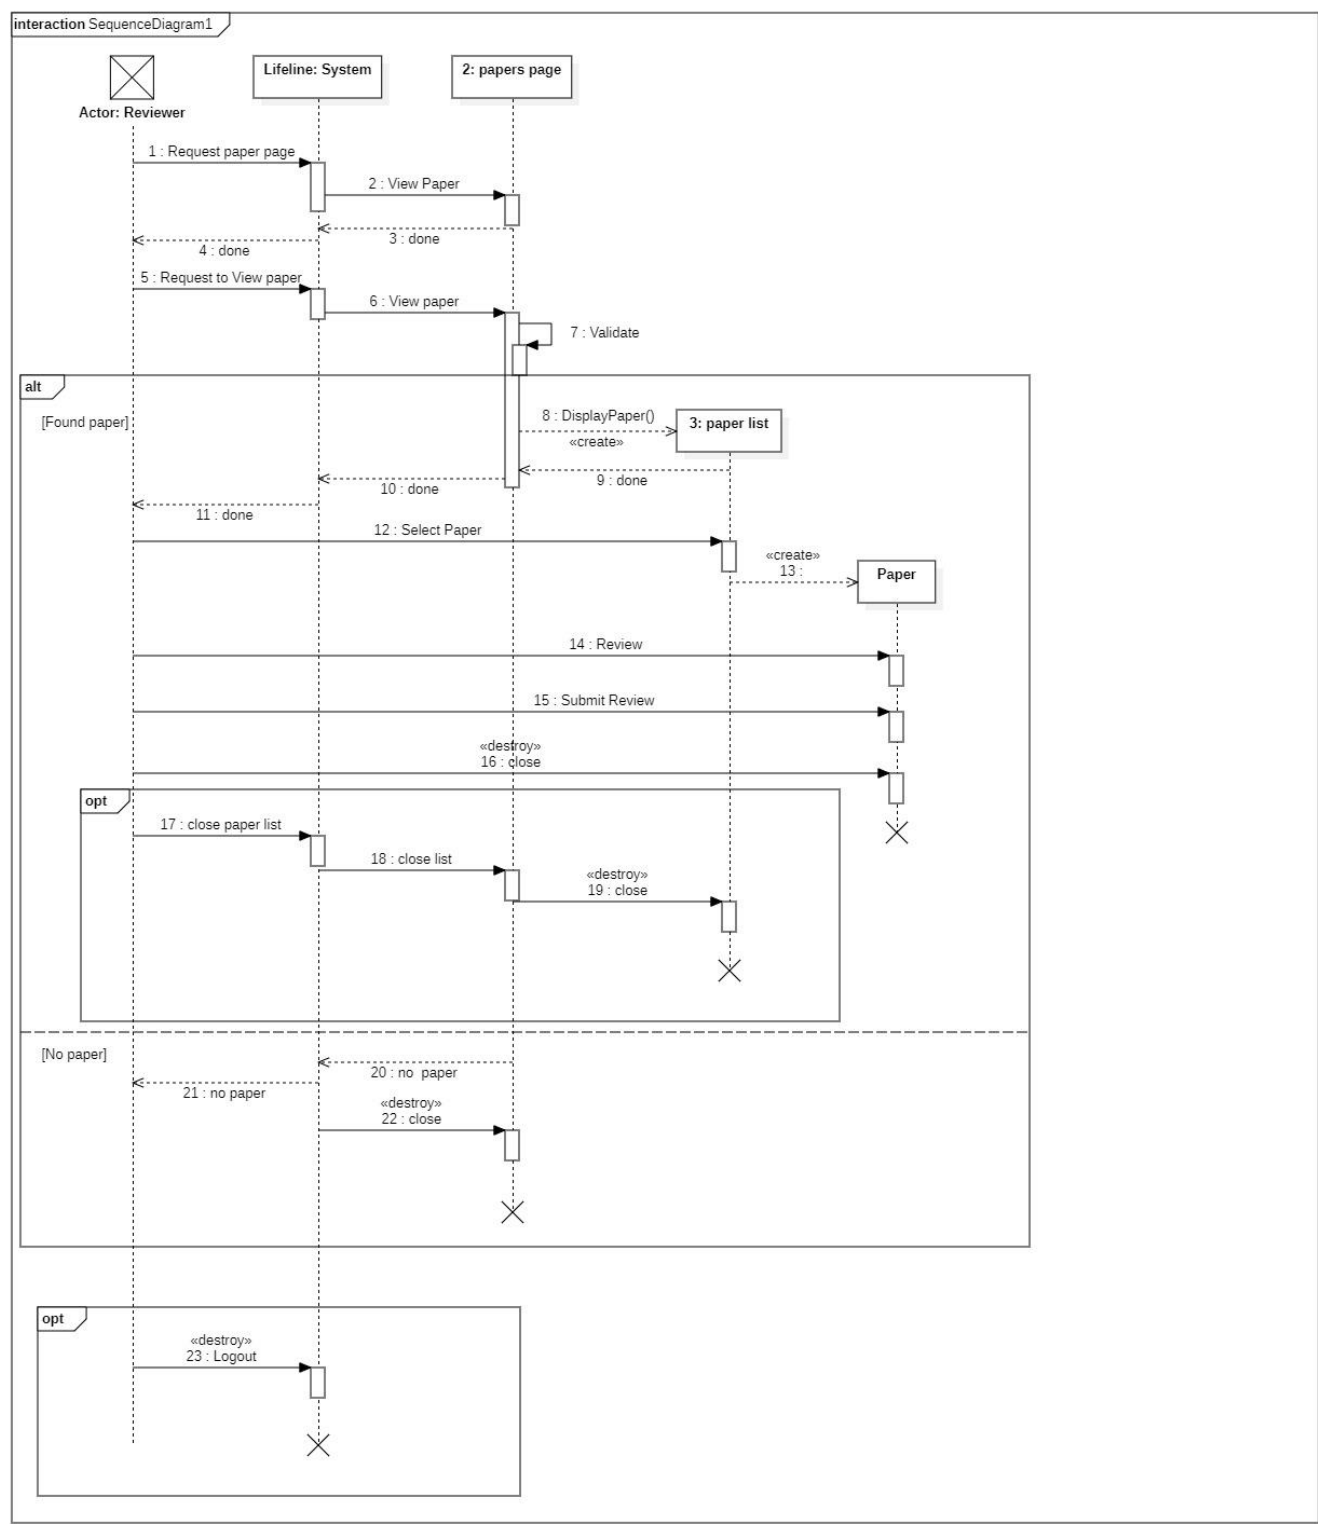 interaction SequenceDiagram1
Lifeline: System
2: papers page
Actor: Reviewer
1 : Request paper page
2 : View Paper
3 : done
4 : done
5 : Request to View paper
6 : View paper
7 : Validate
alt
[Found paper]
8 : DisplayPaper()
«create»
3: paper list
9 : done
10 : done
11 : done
12 : Select Paper
«create»
13 :
Paper
14 : Review
15 : Submit Review
«destroy»
16 : close
opt
17 : close paper list
18 : close list
«destroy»
19 : close
[No paper]
20 : no  paper
21 : no paper
«destroy»
22 : close
opt
«destroy»
23 : Logout